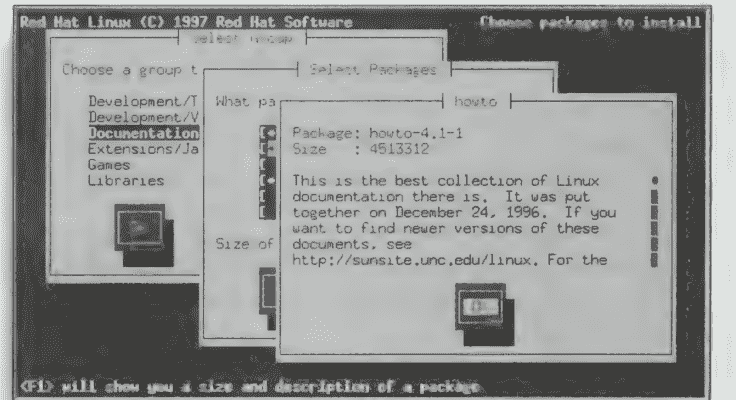 Red Hat Linux (C) 1997 Red Hat Software
Choose packages to install
Select Group
Choose a group t
Development/T
Development/V
Documentation
Extensions/Ja
Games
Libraries
Select Packages
What pa
Size of
howto
Package: howto-4.1-1
Size   : 4513312
This is the best collection of Linux
documentation there is.  It was put
together on December 24, 1996.  If you
want to find newer versions of these
documents, see
http://sunsite.unc.edu/linux. For the
Ok
<F1> will show you a size and description of a package